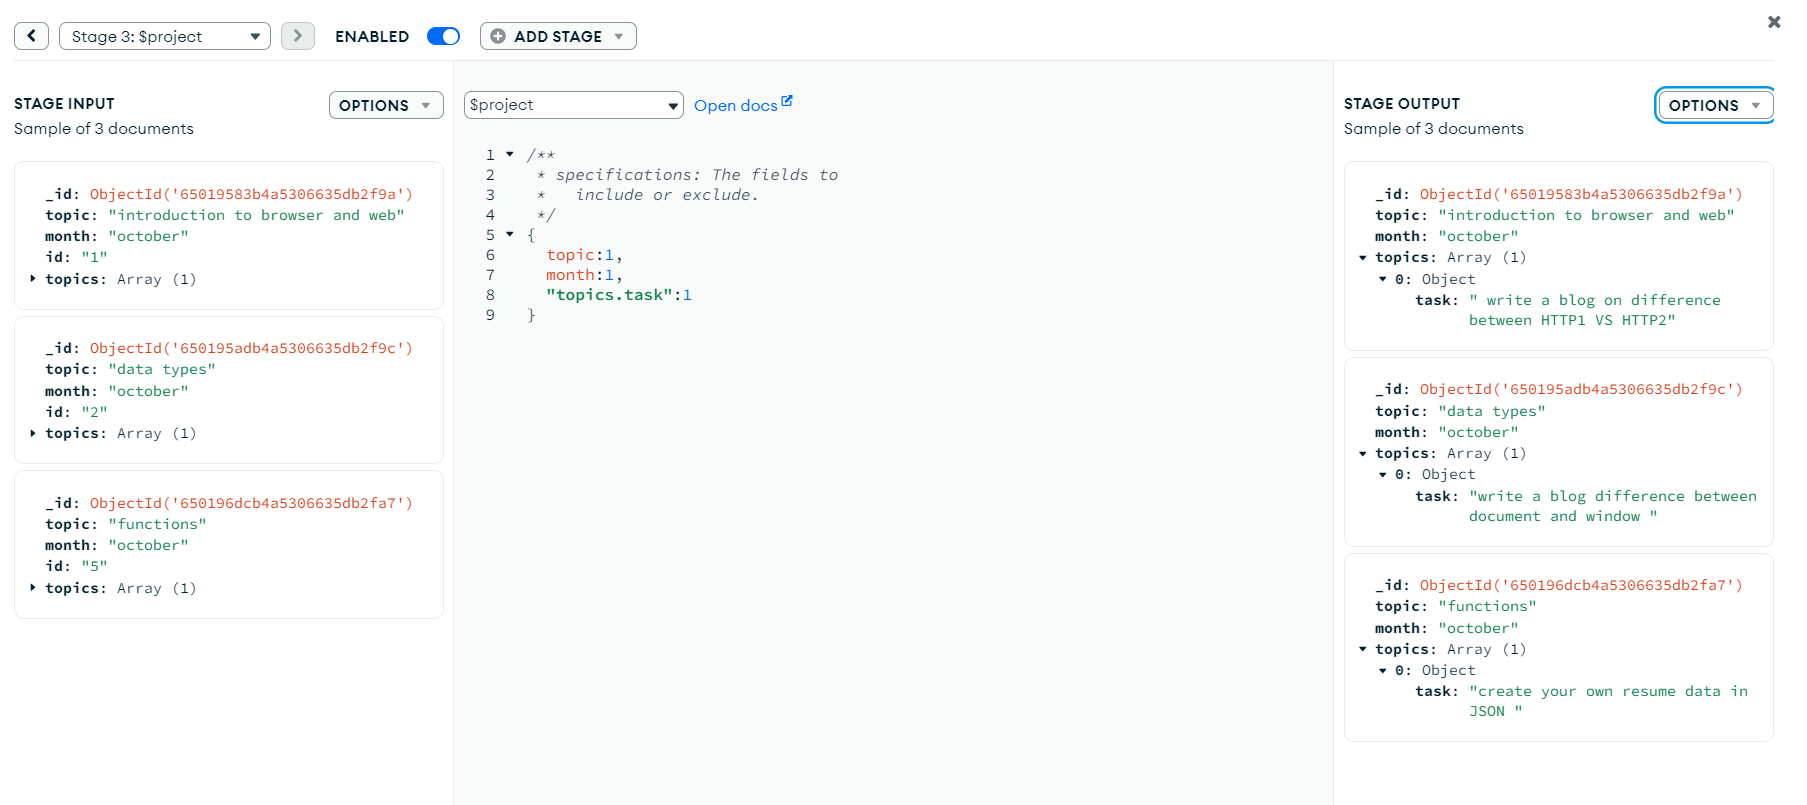 Stage 3: $project
ENABLED
ADD STAGE
STAGE INPUT
OPTIONS
Sample of 3 documents
_id: ObjectId('65019583b4a5306635db2f9a')
topic: "introduction to browser and web"
month: "october"
id: "1"
topics: Array (1)
_id: ObjectId('650195adb4a5306635db2f9c')
topic: "data types"
month: "october"
id: "2"
topics: Array (1)
_id: ObjectId('650196dcb4a5306635db2fa7')
topic: "functions"
month: "october"
id: "5"
topics: Array (1)
$project
Open docs
1 /**
2 * specifications: The fields to
3 *   include or exclude.
4 */
5 {
6 topic:1,
7 month:1,
8 "topics.task":1
9 }
STAGE OUTPUT
OPTIONS
Sample of 3 documents
_id: ObjectId('65019583b4a5306635db2f9a')
topic: "introduction to browser and web"
month: "october"
topics: Array (1)
0: Object
task: " write a blog on difference
between HTTP1 VS HTTP2"
_id: ObjectId('650195adb4a5306635db2f9c')
topic: "data types"
month: "october"
topics: Array (1)
0: Object
task: "write a blog difference between
document and window "
_id: ObjectId('650196dcb4a5306635db2fa7')
topic: "functions"
month: "october"
topics: Array (1)
0: Object
task: "create your own resume data in
JSON "